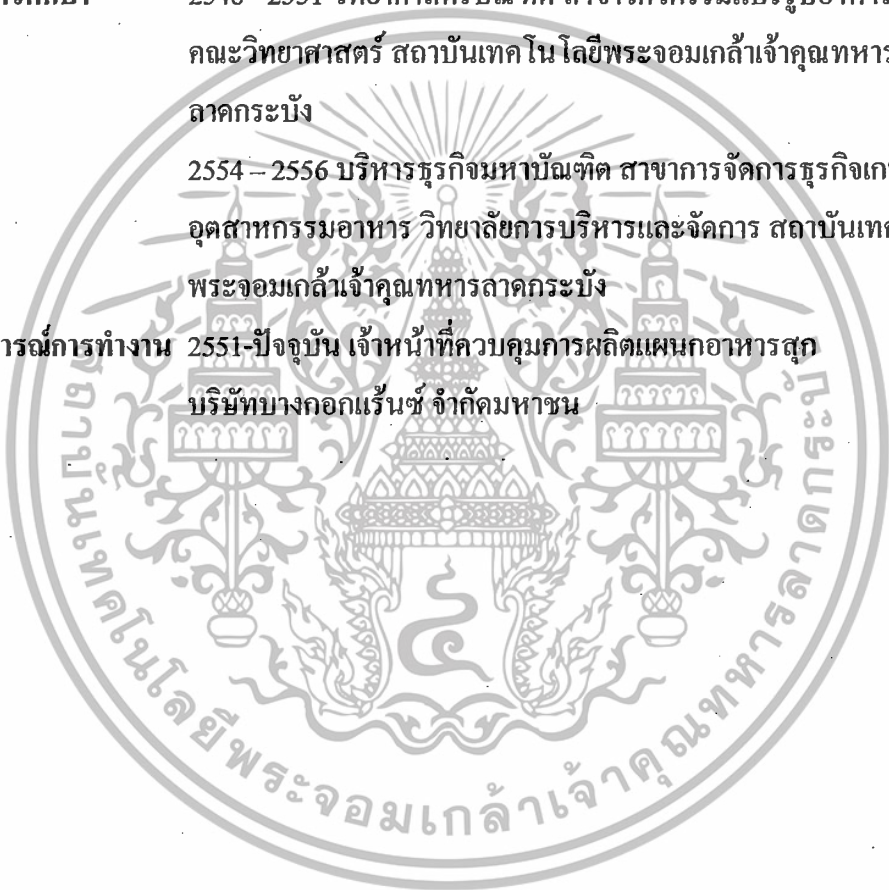 คณะวิทยาศาสตร์ สถาบันเทคโนโลยีพระจอมเกล้าเจ้าคุณทหาร
ลาดกระบัง
2554 – 2556 บริหารธุรกิจมหาบัณฑิต สาขาการจัดการธุรกิจเก
อุตสาหกรรมอาหาร วิทยาลัยการบริหารและจัดการ สถาบันเทค
พระจอมเกล้าเจ้าคุณทหารลาดกระบัง
ารณ์การทำงาน 2551-ปัจจุบัน เจ้าหน้าที่ควบคุมการผลิตแผนกอาหารสุก
บริษัทบางกอกแร้นช์ จำกัดมหาชน
สถาบันเทคโนโลยีพระจอมเกล้าเจ้าคุณทหารลาดกระบัง